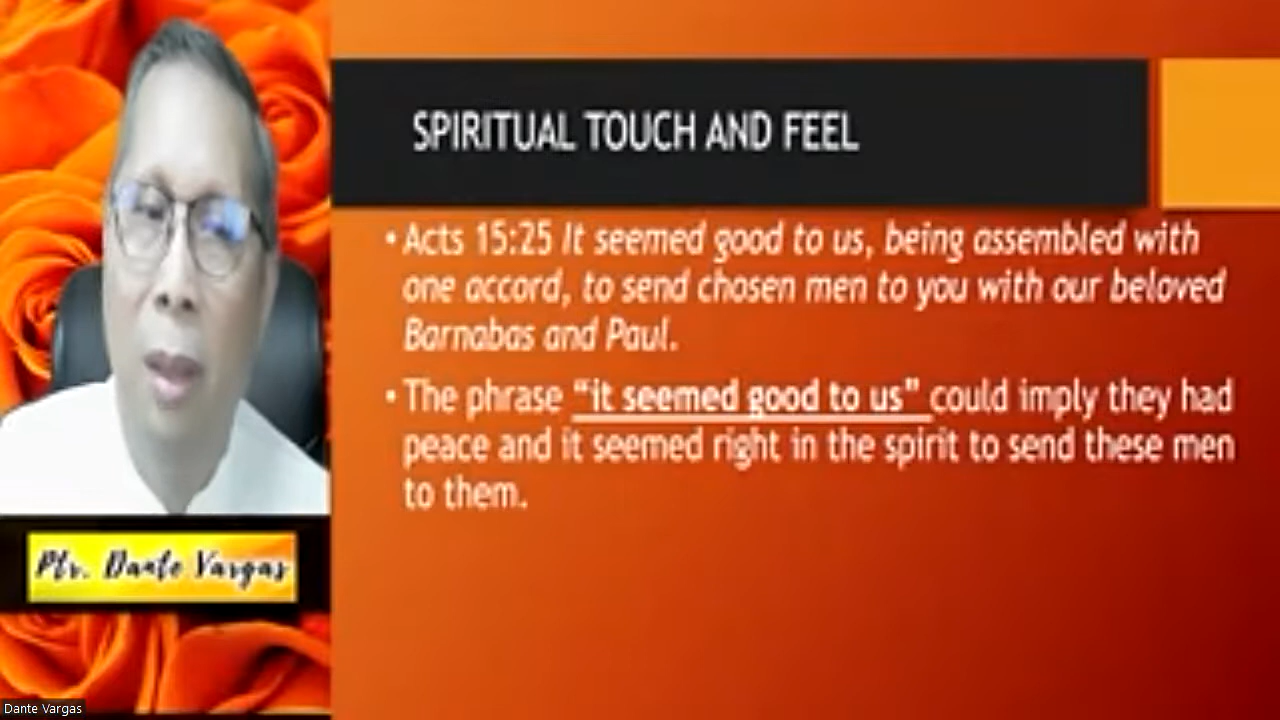 SPIRITUAL TOUCH AND FEEL
• Acts 15:25 It seemed good to us, being assembled with
one accord, to send chosen men to you with our beloved
Barnabas and Paul.
• The phrase “it seemed good to us” could imply they had
peace and it seemed right in the spirit to send these men
to them.
Ptr. Dante Vargas
Dante Vargas